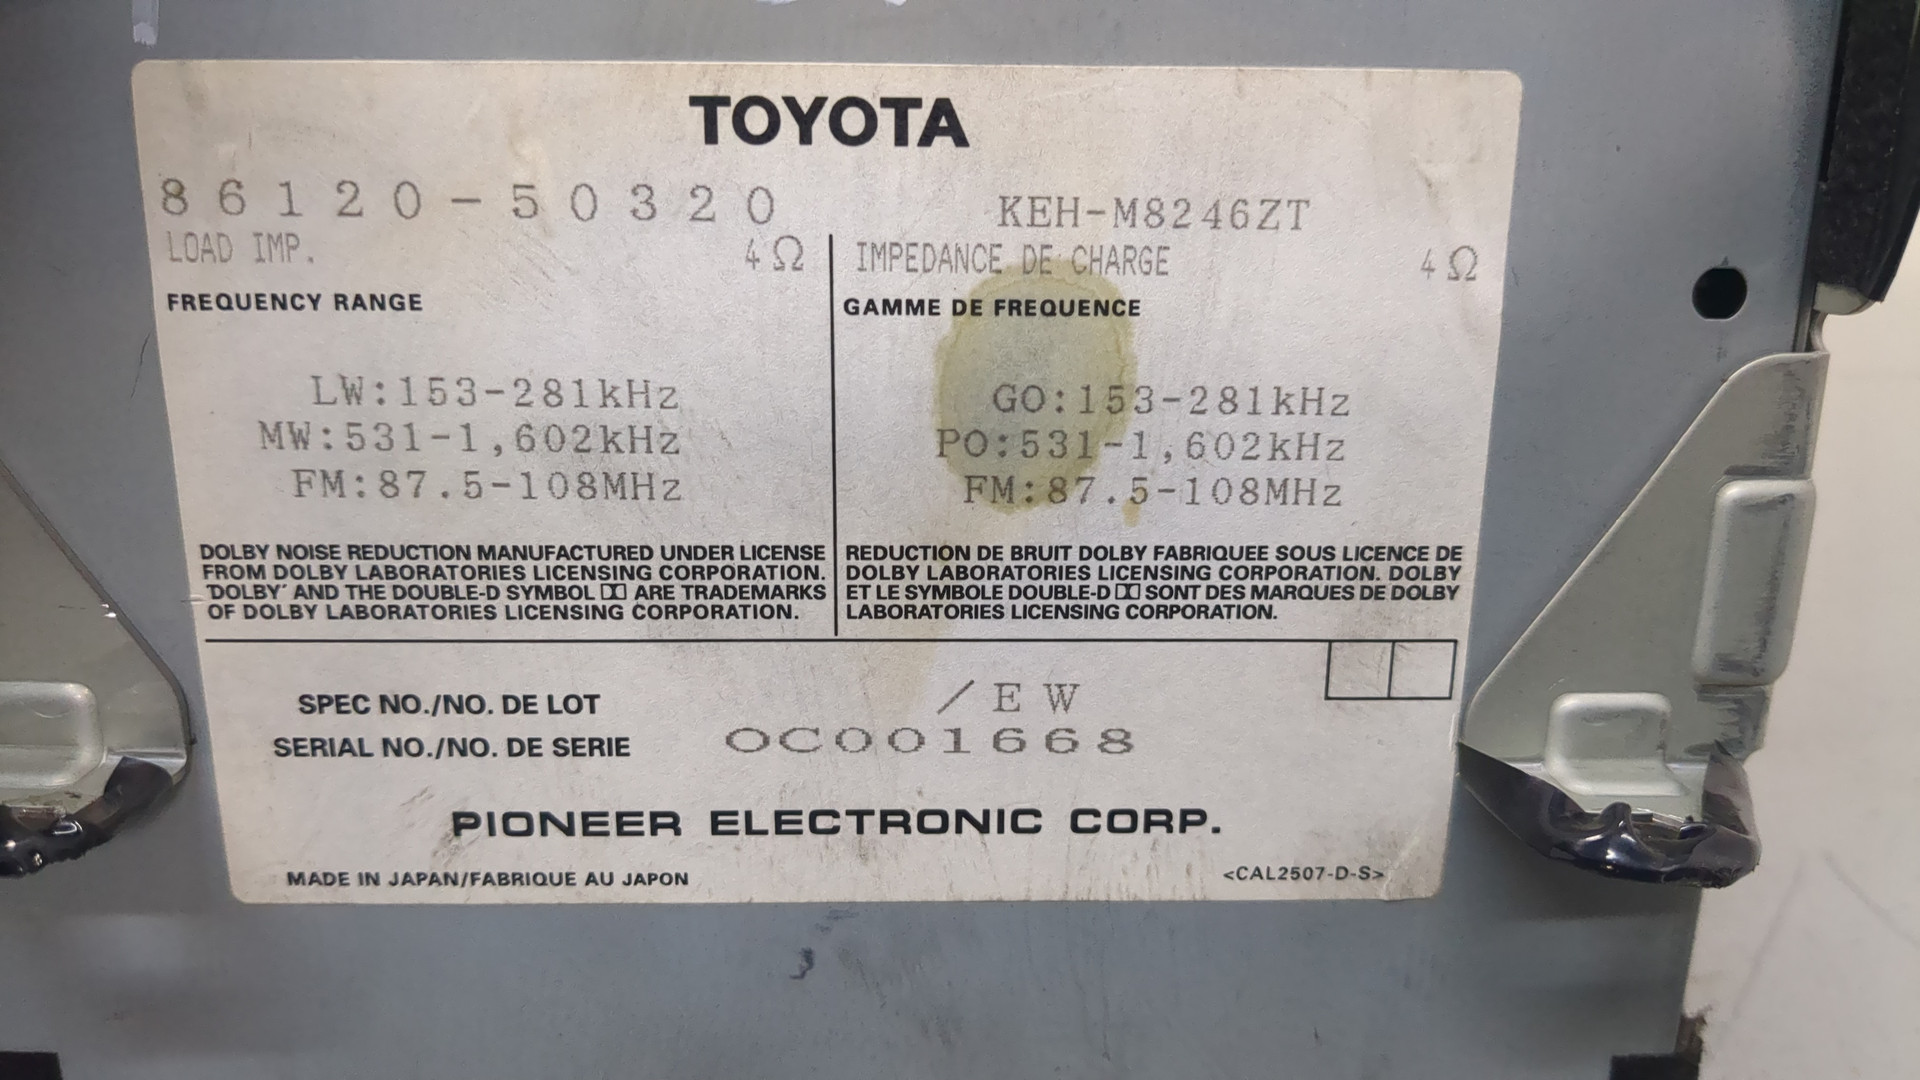 TOYOTA
86120-50320
KEH-M8246ZT
LOAD IMP. 4Ω
FREQUENCY RANGE
LW:153-281kHz
MW:531-1,602kHz
FM:87.5-108MHz
DOLBY NOISE REDUCTION MANUFACTURED UNDER LICENSE
FROM DOLBY LABORATORIES LICENSING CORPORATION.
'DOLBY' AND THE DOUBLE-D SYMBOL ARE TRADEMARKS
OF DOLBY LABORATORIES LICENSING CORPORATION.
IMPEDANCE DE CHARGE 4Ω
GAMME DE FREQUENCE
GO:153-281kHz
PO:531-1,602kHz
FM:87.5-108MHz
REDUCTION DE BRUIT DOLBY FABRIQUEE SOUS LICENCE DE
DOLBY LABORATORIES LICENSING CORPORATION. DOLBY
ET LE SYMBOLE DOUBLE-D SONT DES MARQUES DE DOLBY
LABORATORIES LICENSING CORPORATION.
SPEC NO./NO. DE LOT /EW
SERIAL NO./NO. DE SERIE OC001668
PIONEER ELECTRONIC CORP.
MADE IN JAPAN/FABRIQUE AU JAPON
<CAL2507-D-S>